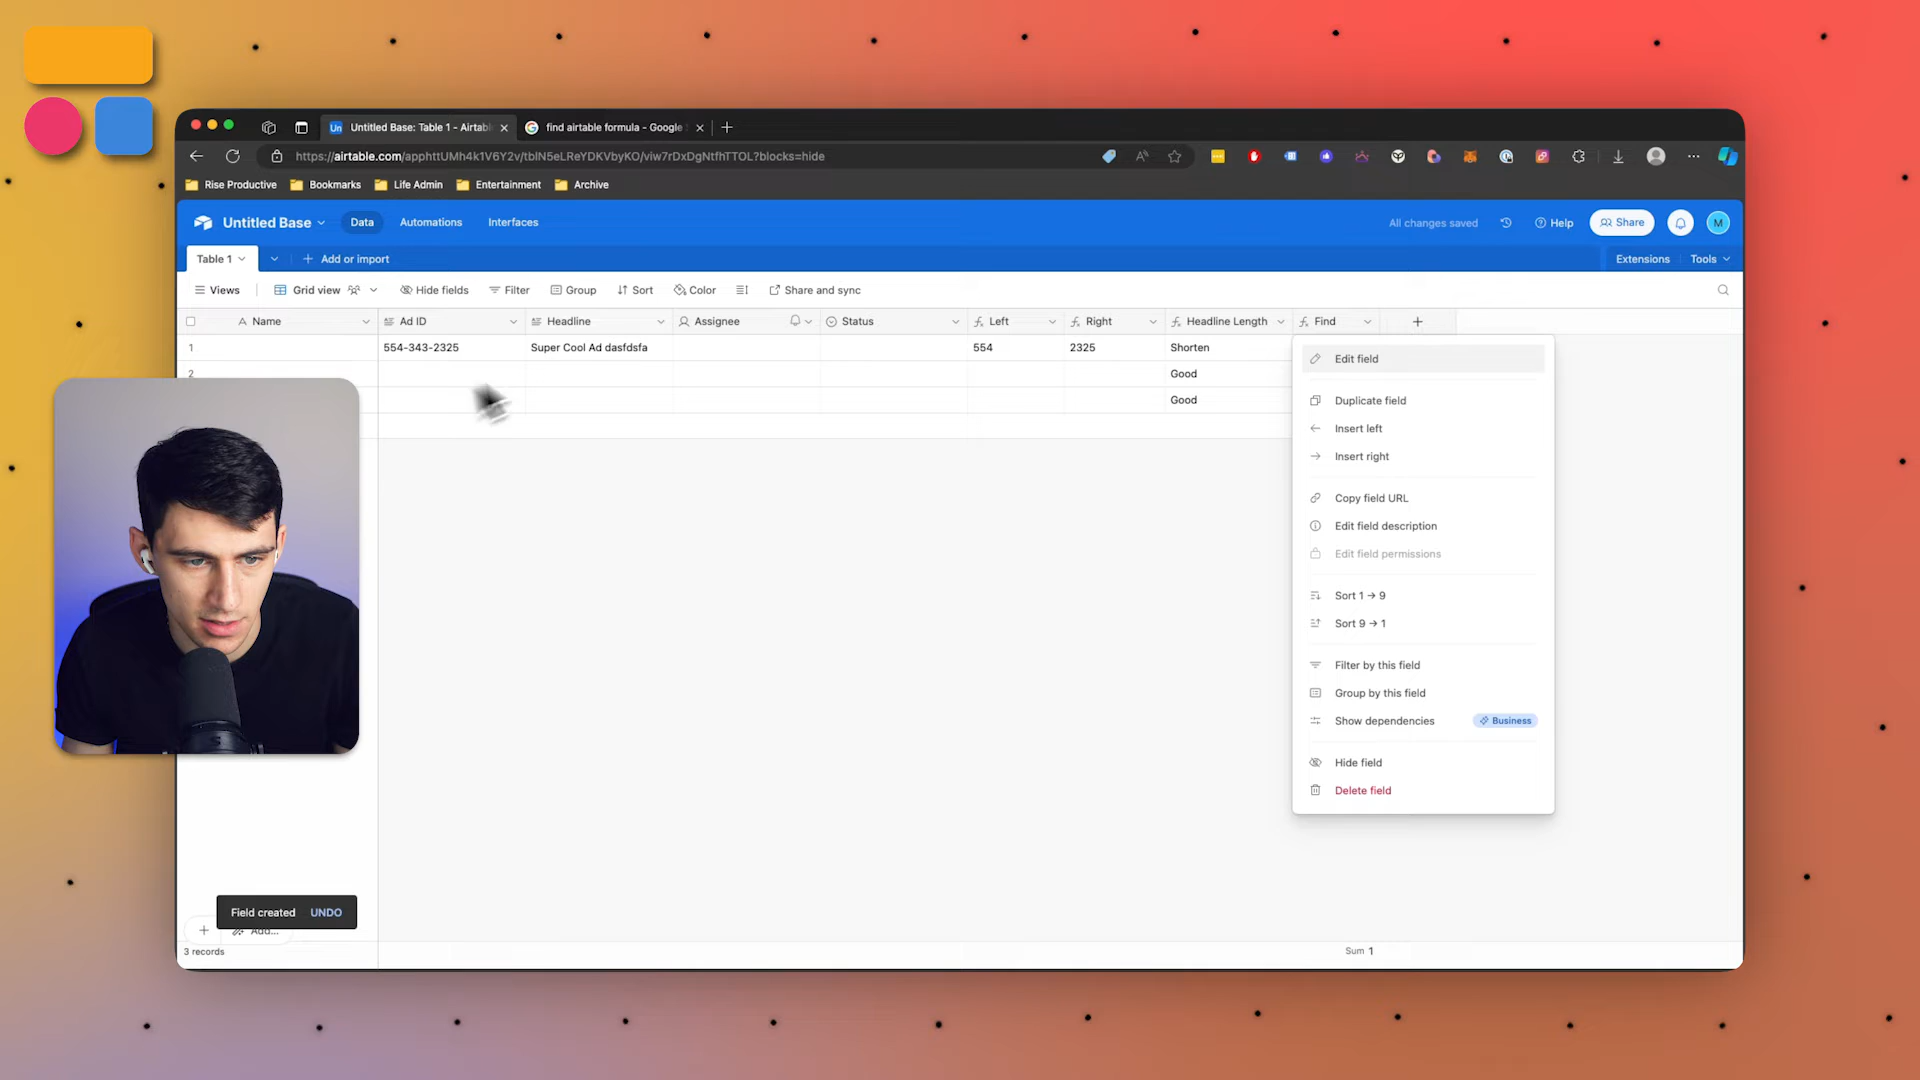 Un Untitled Base: Table 1 - Airtabl
find airtable formula - Google
https://airtable.com/apphttUMh4k1V6Y2v/tblN5eLReYDKVbyKO/viw7rDxDgNtfhTTOL?blocks=hide
Rise Productive Bookmarks Life Admin Entertainment Archive
Untitled Base Data Automations Interfaces All changes saved Help Share M
Table 1 Add or import Extensions Tools
Views Grid view Hide fields Filter Group Sort Color Share and sync
Name Ad ID Headline Assignee Status Left Right Headline Length Find
1 554-343-2325 Super Cool Ad dasfdsfa 554 2325 Shorten
2 Good
Good
Edit field
Duplicate field
Insert left
Insert right
Copy field URL
Edit field description
Edit field permissions
Sort 1 → 9
Sort 9 → 1
Filter by this field
Group by this field
Show dependencies Business
Hide field
Delete field
Field created UNDO
Add...
3 records Sum 1